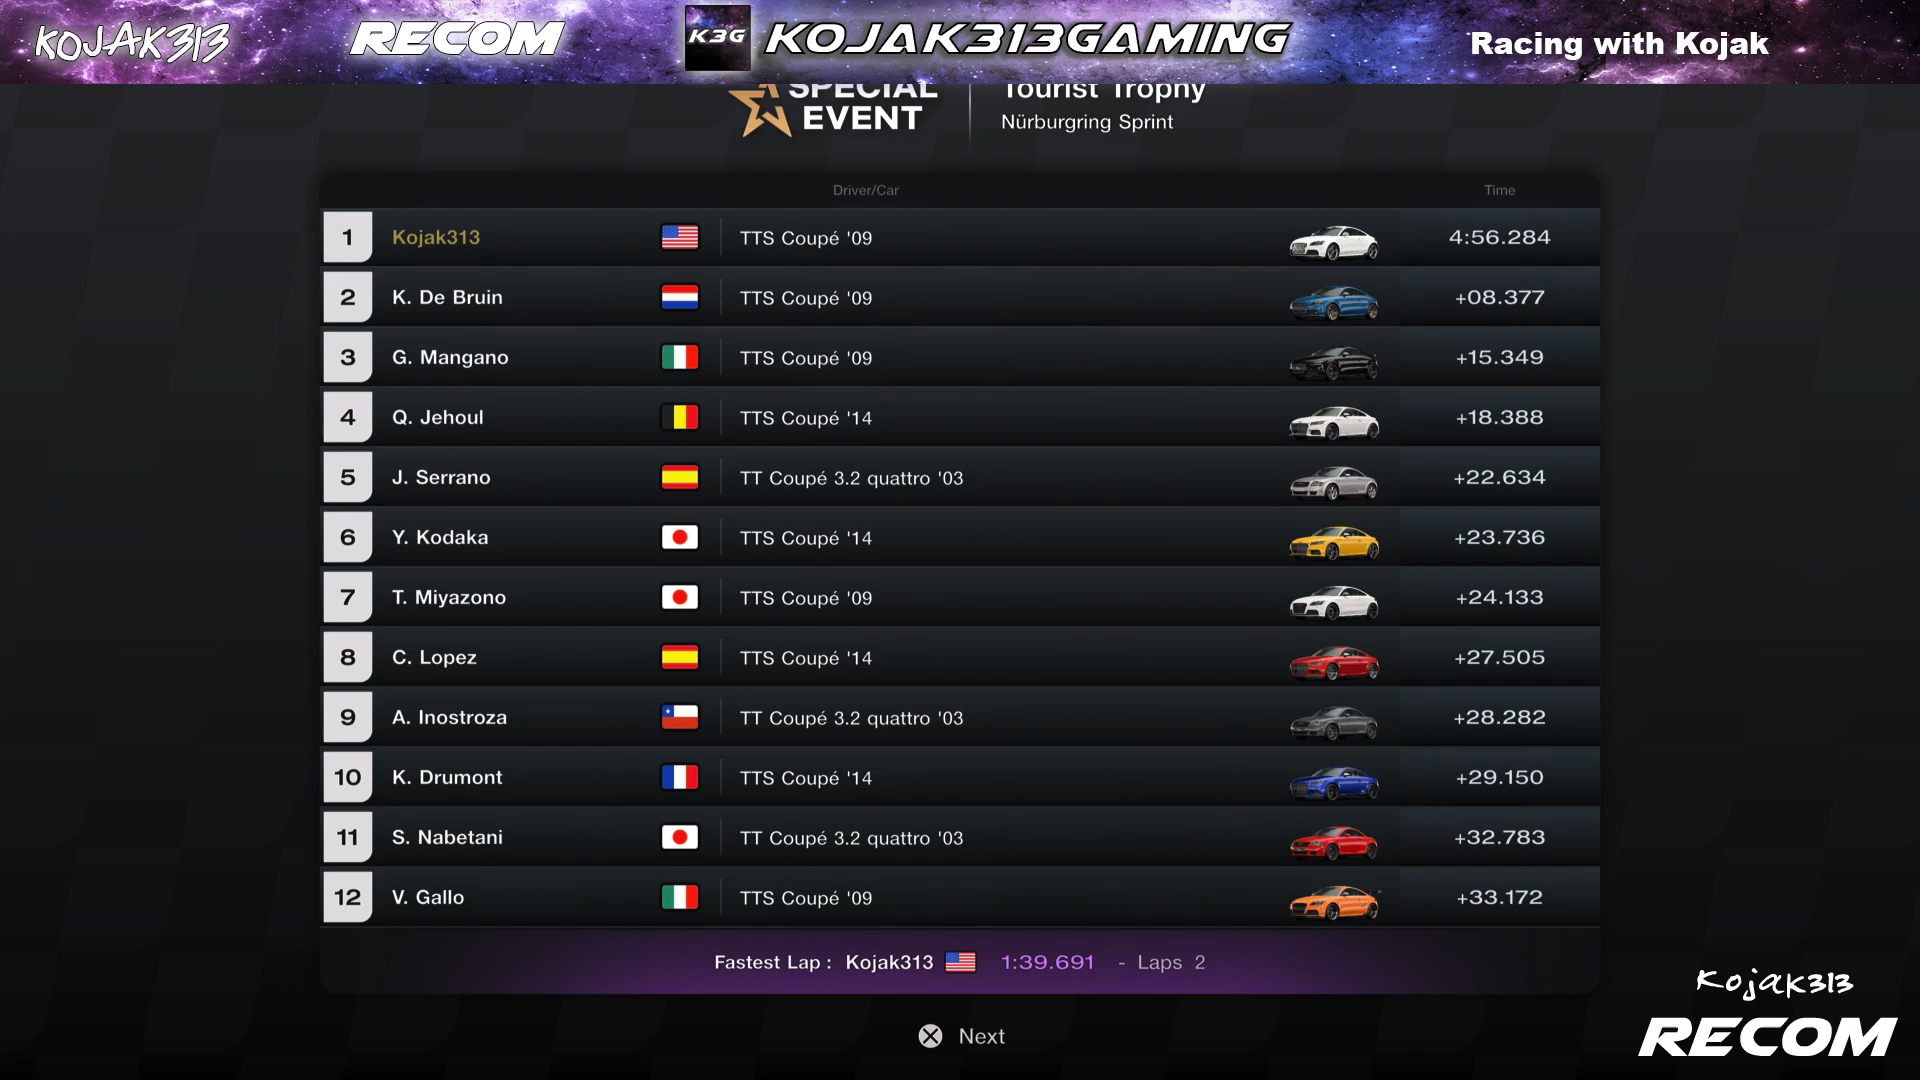 KOJAK313
RECOM
K3G
KOJAK313GAMING
Racing with Kojak
SPECIAL EVENT
Tourist Trophy
Nürburgring Sprint
Driver/Car Time
1 Kojak313 TTS Coupé '09 4:56.284
2 K. De Bruin TTS Coupé '09 +08.377
3 G. Mangano TTS Coupé '09 +15.349
4 Q. Jehoul TTS Coupé '14 +18.388
5 J. Serrano TT Coupé 3.2 quattro '03 +22.634
6 Y. Kodaka TTS Coupé '14 +23.736
7 T. Miyazono TTS Coupé '09 +24.133
8 C. Lopez TTS Coupé '14 +27.505
9 A. Inostroza TT Coupé 3.2 quattro '03 +28.282
10 K. Drumont TTS Coupé '14 +29.150
11 S. Nabetani TT Coupé 3.2 quattro '03 +32.783
12 V. Gallo TTS Coupé '09 +33.172
Fastest Lap : Kojak313 1:39.691 - Laps 2
Next
Kojak313
RECOM